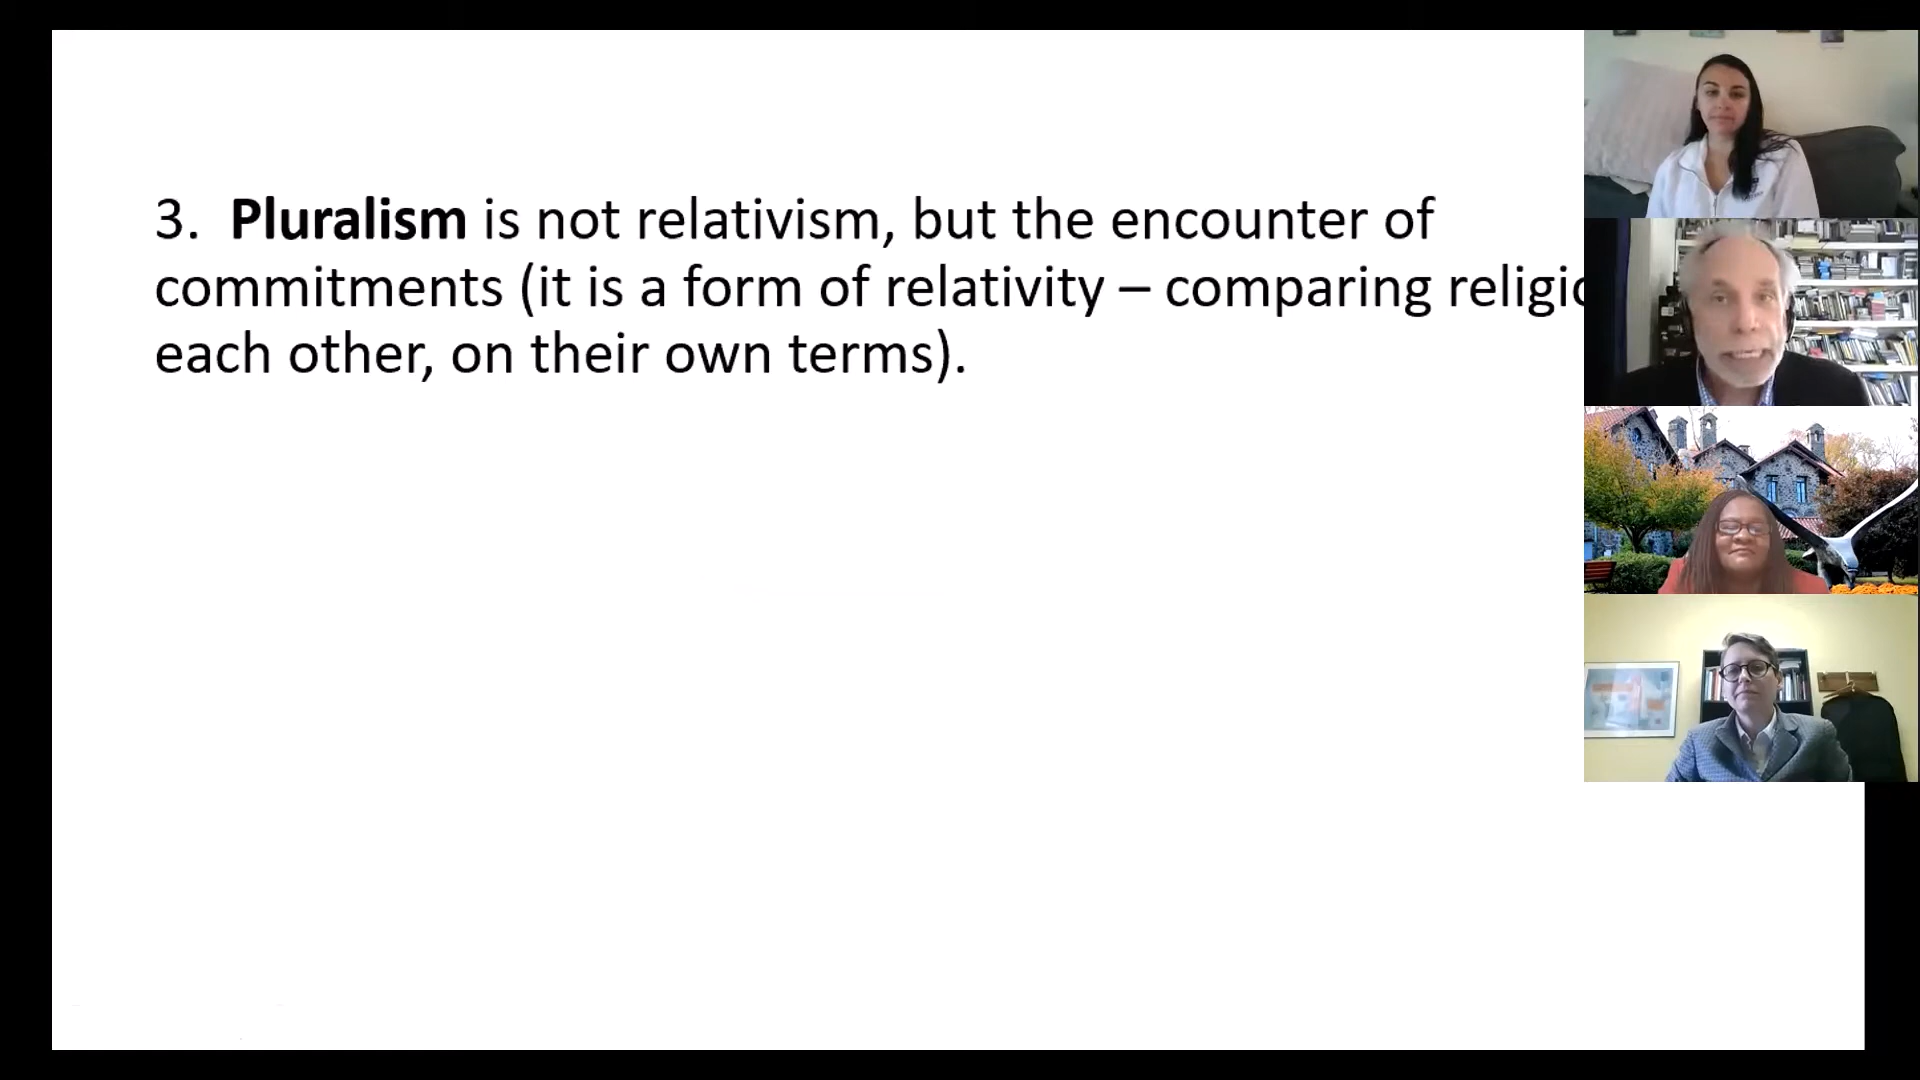 3. Pluralism is not relativism, but the encounter of
commitments (it is a form of relativity – comparing
each other, on their own terms).